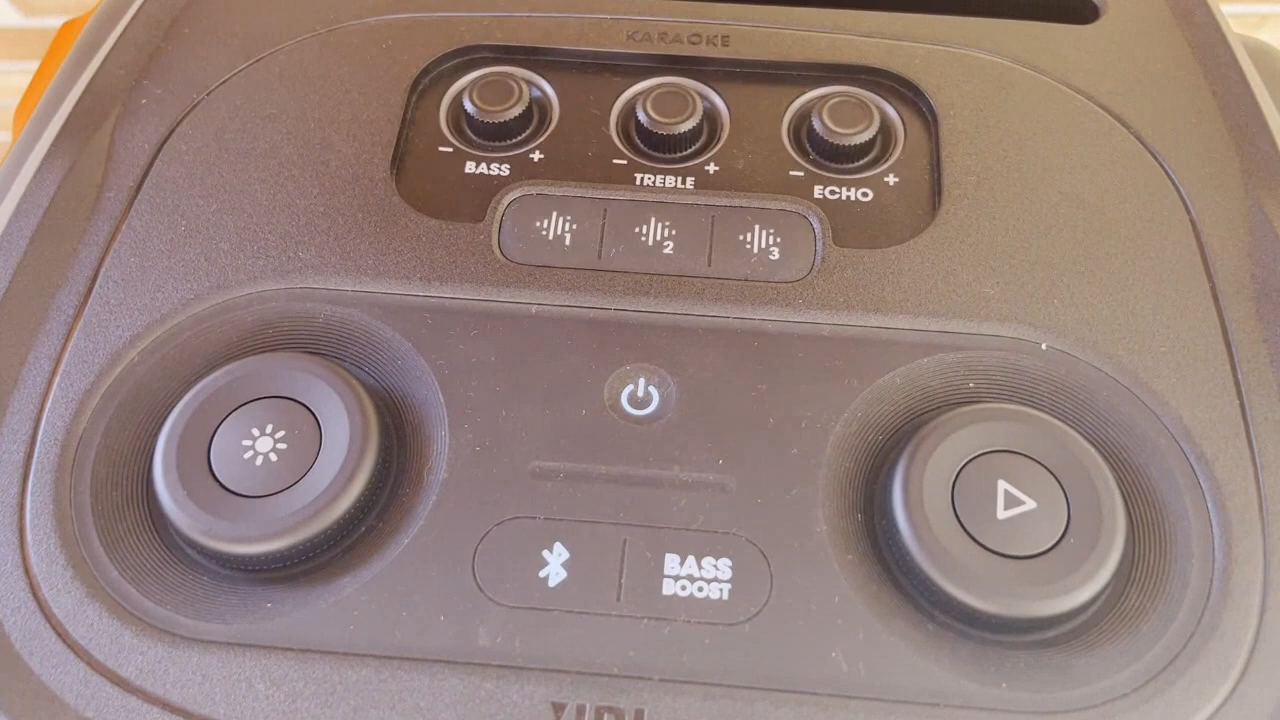 KARAOKE
- + BASS
- + TREBLE
- + ECHO
1 2 3
BASS
BOOST